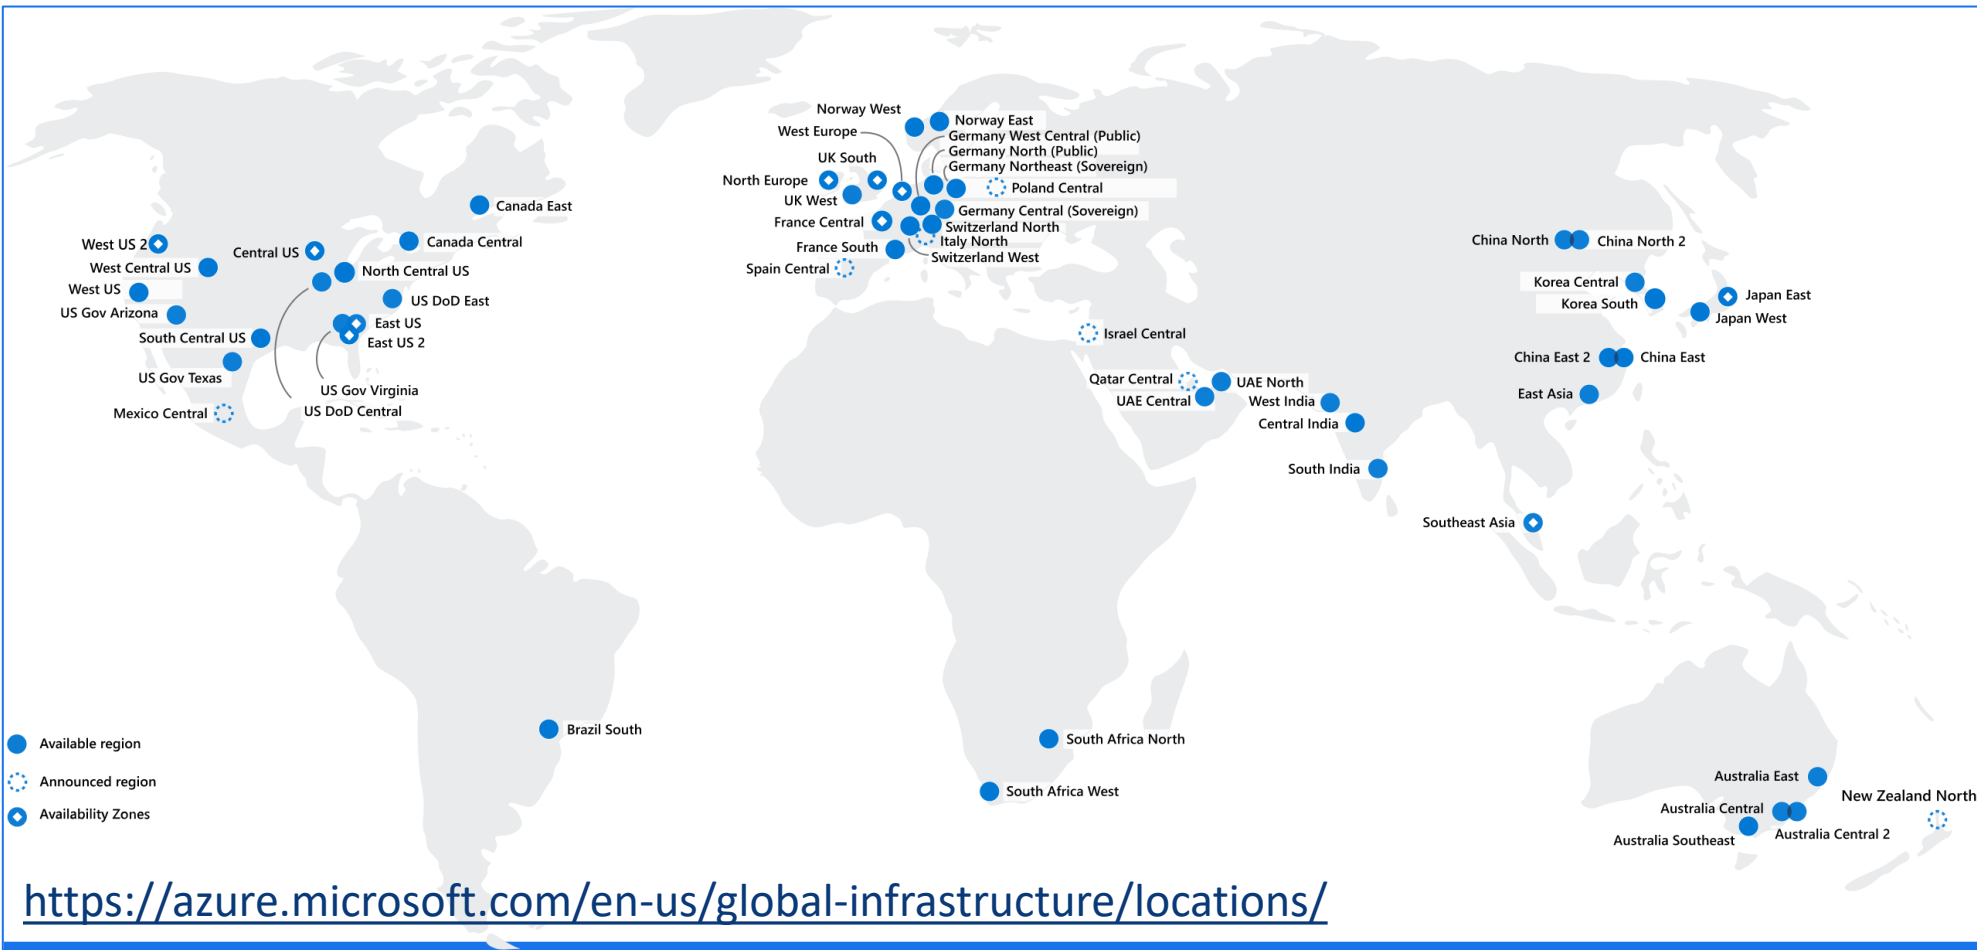 Norway West
Norway East
West Europe
Germany West Central (Public)
Germany North (Public)
UK South
Germany Northeast (Sovereign)
North Europe
Poland Central
UK West
Germany Central (Sovereign)
France Central
Switzerland North
Italy North
France South
Switzerland West
Spain Central
Canada East
Canada Central
West US 2
Central US
West Central US
North Central US
West US
US DoD East
US Gov Arizona
East US
South Central US
East US 2
US Gov Texas
US Gov Virginia
US DoD Central
Mexico Central
China North
China North 2
Korea Central
Korea South
Japan East
Japan West
Israel Central
China East 2
China East
Qatar Central
UAE North
UAE Central
West India
East Asia
Central India
South India
Southeast Asia
Brazil South
South Africa North
South Africa West
Australia East
New Zealand North
Australia Central
Australia Central 2
Australia Southeast
Available region
Announced region
Availability Zones
https://azure.microsoft.com/en-us/global-infrastructure/locations/